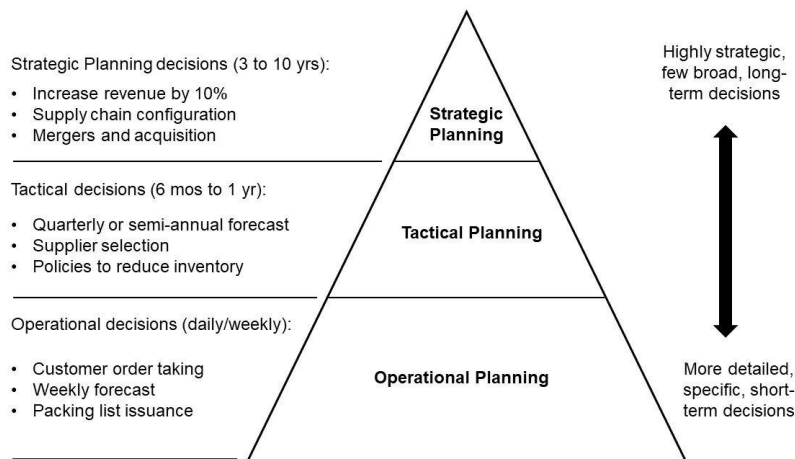 Strategic Planning decisions (3 to 10 yrs):
• Increase revenue by 10%
• Supply chain configuration
• Mergers and acquisition
Strategic
Planning
Highly strategic,
few broad, long-
term decisions
Tactical decisions (6 mos to 1 yr):
• Quarterly or semi-annual forecast
• Supplier selection
• Policies to reduce inventory
Tactical Planning
Operational decisions (daily/weekly):
• Customer order taking
• Weekly forecast
• Packing list issuance
Operational Planning
More detailed,
specific, short-
term decisions